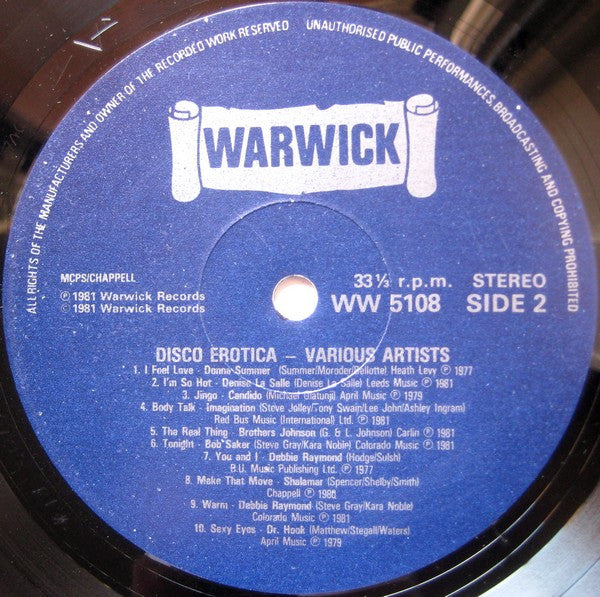 ALL RIGHTS OF THE MANUFACTURERS AND OWNER OF THE RECORDED WORK RESERVED
UNAUTHORISED PUBLIC PERFORMANCES, BROADCASTING AND COPYING PROHIBITED
WARWICK
MCPS/CHAPPELL
℗ 1981 Warwick Records
© 1981 Warwick Records
33⅓ r.p.m. STEREO
WW 5108 SIDE 2
DISCO EROTICA – VARIOUS ARTISTS
1. I Feel Love - Donna Summer (Summer/Moroder/Bellotte) Heath Levy ℗ 1977
2. I'm So Hot - Denise La Salle (Denise La Salle) Leeds Music ℗ 1981
3. Jingo - Candido (Michael Olatunji) April Music ℗ 1979
4. Body Talk - Imagination (Steve Jolley/Tony Swain/Lee John/Ashley Ingram)
Red Bus Music (International) Ltd. ℗ 1981
5. The Real Thing - Brothers Johnson (G. & L. Johnson) Carlin ℗ 1981
6. Tonight - Bob Saker (Steve Gray/Kara Noble) Colorado Music ℗ 1981
7. You and I - Debbie Raymond (Hodge/Sulsh)
B.U. Music Publishing Ltd. ℗ 1977
8. Make That Move - Shalamar (Spencer/Shelby/Smith)
Chappell ℗ 1980
9. Warm - Debbie Raymond (Steve Gray/Kara Noble)
Colorado Music ℗ 1981
10. Sexy Eyes - Dr. Hook (Matthew/Stegall/Waters)
April Music ℗ 1979